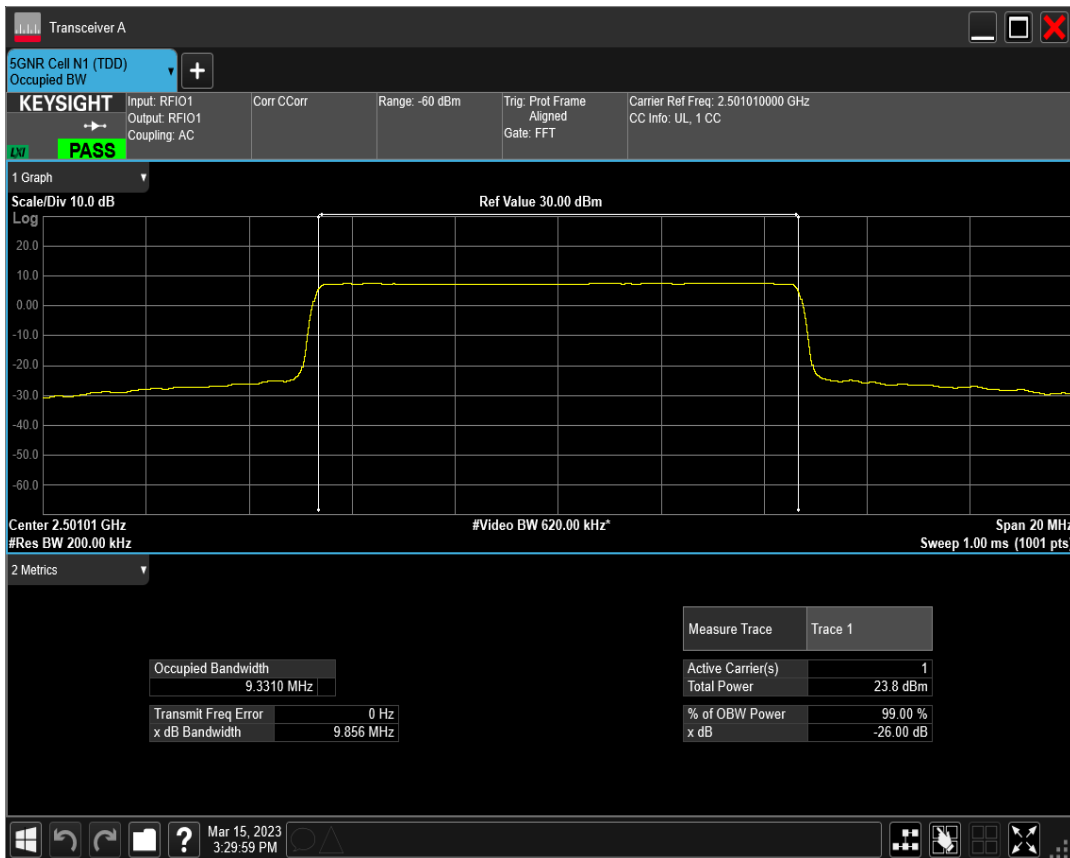 Transceiver A
5GNR Cell N1 (TDD)
Occupied BW
KEYSIGHT
LXI
PASS
Input: RFIO1
Output: RFIO1
Coupling: AC
Corr CCorr
Range: -60 dBm
Trig: Prot Frame
Aligned
Gate: FFT
Carrier Ref Freq: 2.501010000 GHz
CC Info: UL, 1 CC
1 Graph
Scale/Div 10.0 dB
Ref Value 30.00 dBm
Log
20.0
10.0
0.00
-10.0
-20.0
-30.0
-40.0
-50.0
-60.0
Center 2.50101 GHz
#Video BW 620.00 kHz*
Span 20 MHz
#Res BW 200.00 kHz
Sweep 1.00 ms (1001 pts)
2 Metrics
Measure Trace Trace 1
Occupied Bandwidth
9.3310 MHz
Active Carrier(s) 1
Total Power 23.8 dBm
Transmit Freq Error 0 Hz
x dB Bandwidth 9.856 MHz
% of OBW Power 99.00 %
x dB -26.00 dB
?
Mar 15, 2023
3:29:59 PM